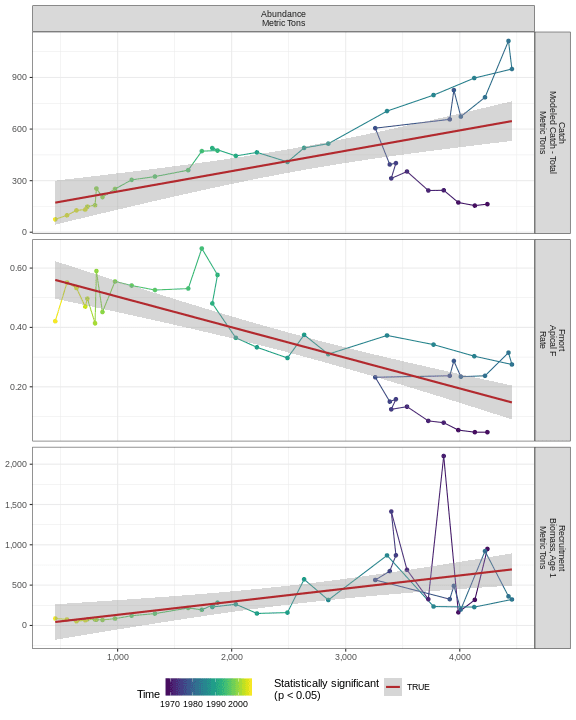 Abundance
Metric Tons
900
600
300
0
Catch
Modeled Catch - Total
Metric Tons
0.60
0.40
0.20
Fmort
Apical F
Rate
2,000
1,500
1,000
500
0
Recruitment
Biomass, Age 1
Metric Tons
1,000 2,000 3,000 4,000
Time
1970 1980 1990 2000
Statistically significant
(p < 0.05)
TRUE